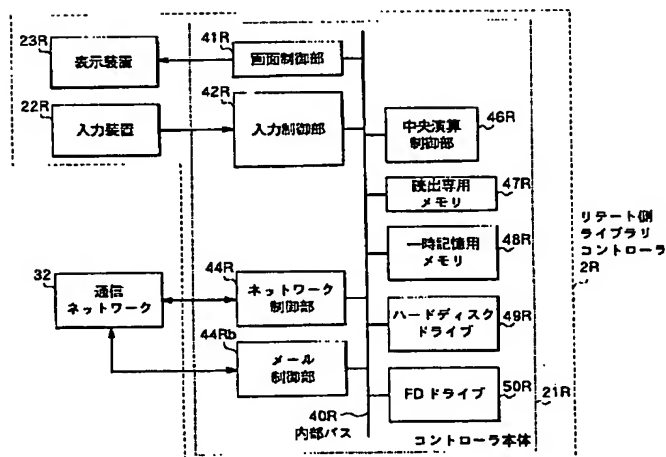 23R
表示装置
41R
画面制御部
22R
入力装置
42R
入力制御部
46R
中央演算
制御部
47R
読出専用
メモリ
48R
一時記憶用
メモリ
リテート側
ライブラリ
コントローラ
2R
32
通信
ネットワーク
44R
ネットワーク
制御部
49R
ハードディスク
ドライブ
44Rb
メール
制御部
50R
FDドライブ
21R
40R
内部バス
コントローラ本体